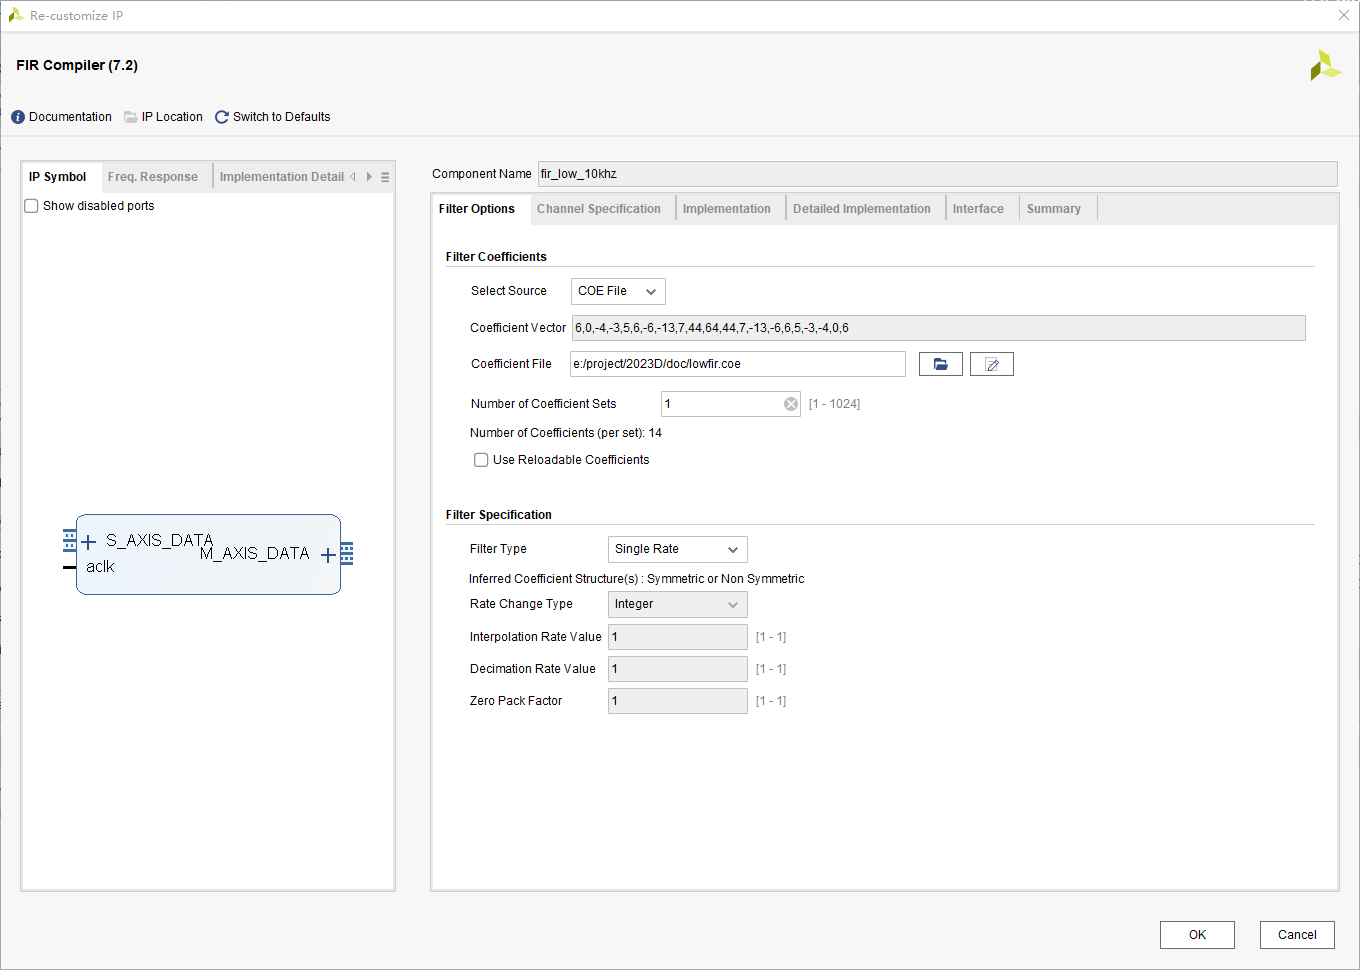 Re-customize IP
FIR Compiler (7.2)
Documentation IP Location Switch to Defaults
IP Symbol Freq. Response Implementation Detail
Show disabled ports
S_AXIS_DATA
M_AXIS_DATA
aclk
Component Name fir_low_10khz
Filter Options Channel Specification Implementation Detailed Implementation Interface Summary
Filter Coefficients
Select Source COE File
Coefficient Vector 6,0,-4,-3,5,6,-6,-13,7,44,64,44,7,-13,-6,6,5,-3,-4,0,6
Coefficient File e:/project/2023D/doc/lowfir.coe
Number of Coefficient Sets 1 [1 - 1024]
Number of Coefficients (per set): 14
Use Reloadable Coefficients
Filter Specification
Filter Type Single Rate
Inferred Coefficient Structure(s) : Symmetric or Non Symmetric
Rate Change Type Integer
Interpolation Rate Value 1 [1 - 1]
Decimation Rate Value 1 [1 - 1]
Zero Pack Factor 1 [1 - 1]
OK Cancel